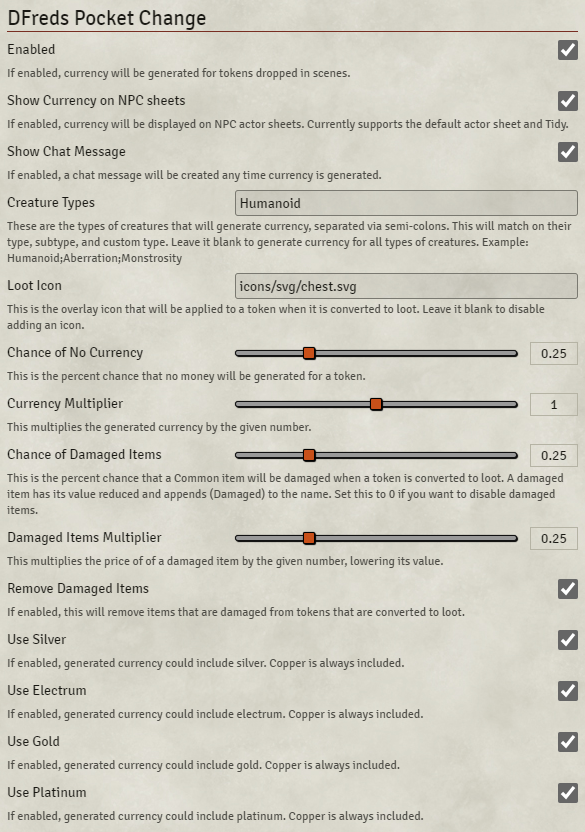 DFreds Pocket Change
Enabled
If enabled, currency will be generated for tokens dropped in scenes.
Show Currency on NPC sheets
If enabled, currency will be displayed on NPC actor sheets. Currently supports the default actor sheet and Tidy.
Show Chat Message
If enabled, a chat message will be created any time currency is generated.
Creature Types
Humanoid
These are the types of creatures that will generate currency, separated via semi-colons. This will match on their
type, subtype, and custom type. Leave it blank to generate currency for all types of creatures. Example:
Humanoid;Aberration;Monstrosity
Loot Icon
icons/svg/chest.svg
This is the overlay icon that will be applied to a token when it is converted to loot. Leave it blank to disable
adding an icon.
Chance of No Currency
0.25
This is the percent chance that no money will be generated for a token.
Currency Multiplier
1
This multiplies the generated currency by the given number.
Chance of Damaged Items
0.25
This is the percent chance that a Common item will be damaged when a token is converted to loot. A damaged
item has its value reduced and appends (Damaged) to the name. Set this to 0 if you want to disable damaged
items.
Damaged Items Multiplier
0.25
This multiplies the price of of a damaged item by the given number, lowering its value.
Remove Damaged Items
If enabled, this will remove items that are damaged from tokens that are converted to loot.
Use Silver
If enabled, generated currency could include silver. Copper is always included.
Use Electrum
If enabled, generated currency could include electrum. Copper is always included.
Use Gold
If enabled, generated currency could include gold. Copper is always included.
Use Platinum
If enabled, generated currency could include platinum. Copper is always included.